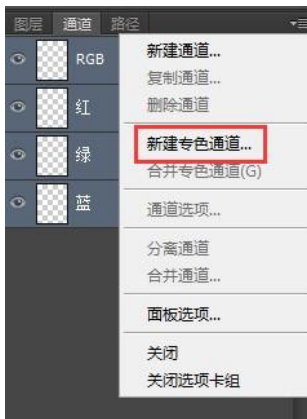 图层 通道 路径
RGB
红
绿
蓝
新建通道...
复制通道...
删除通道
新建专色通道...
合并专色通道(G)
通道选项...
分离通道
合并通道...
面板选项...
关闭
关闭选项卡组